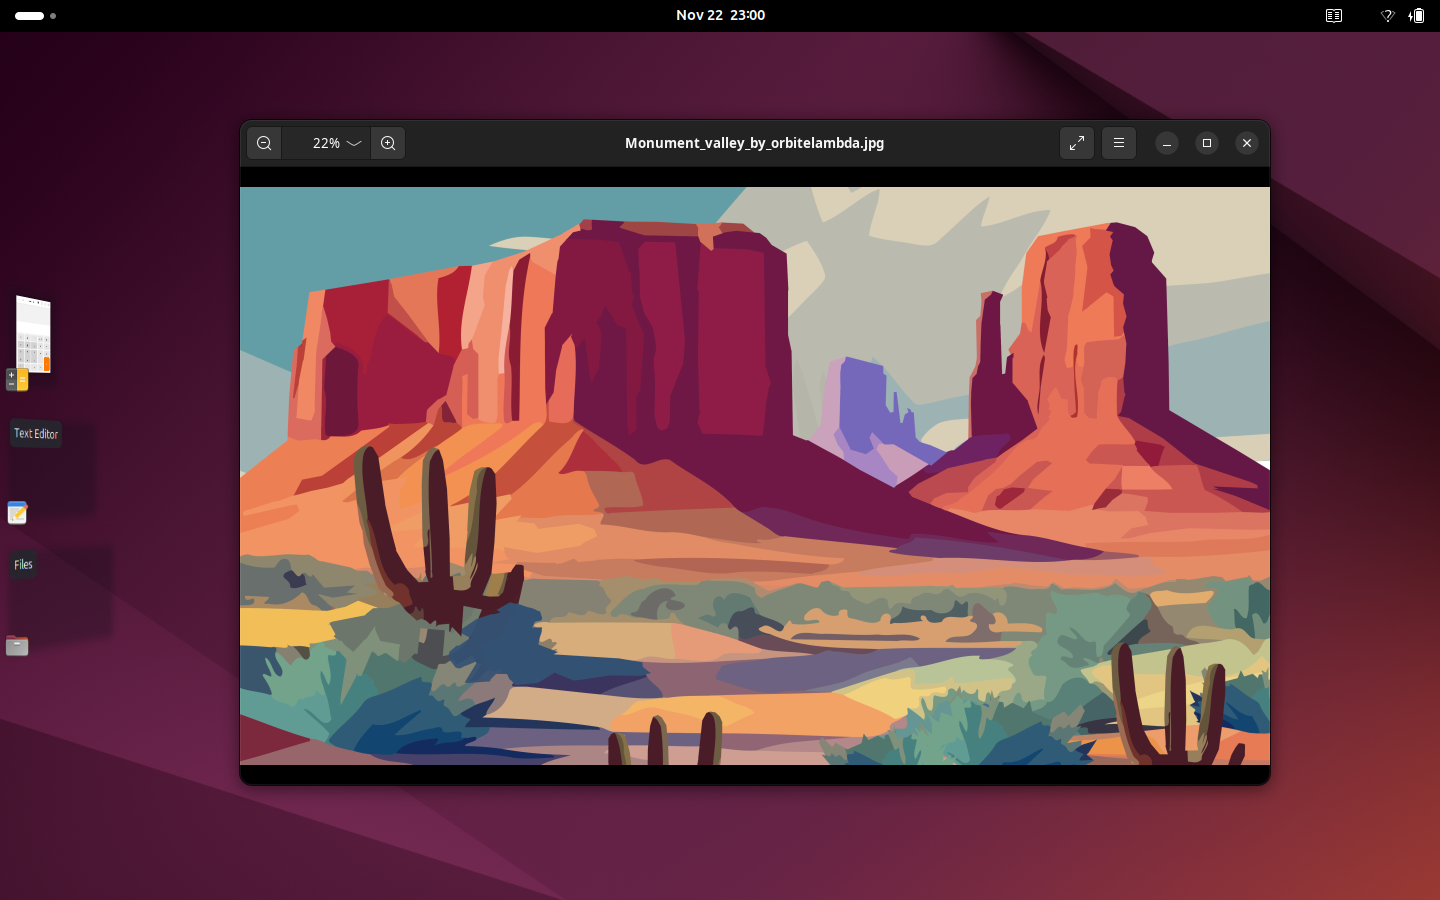 Nov 22 23:00
22%
Monument_valley_by_orbitelambda.jpg
Text Editor
Files